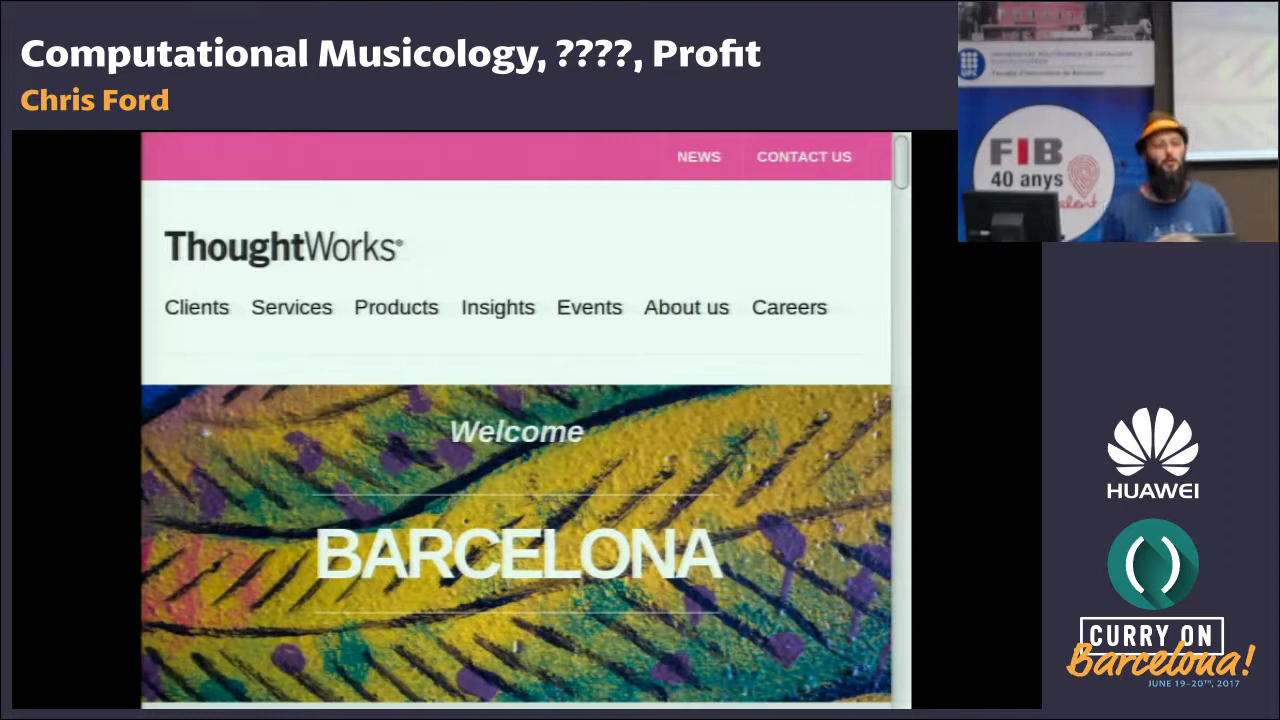 Computational Musicology, ????, Profit
Chris Ford
NEWS CONTACT US
ThoughtWorks®
Clients Services Products Insights Events About us Careers
Welcome
BARCELONA
UPC
FIB
40 anys
HUAWEI
( )
CURRY ON
Barcelona!
JUNE 19-20TH, 2017